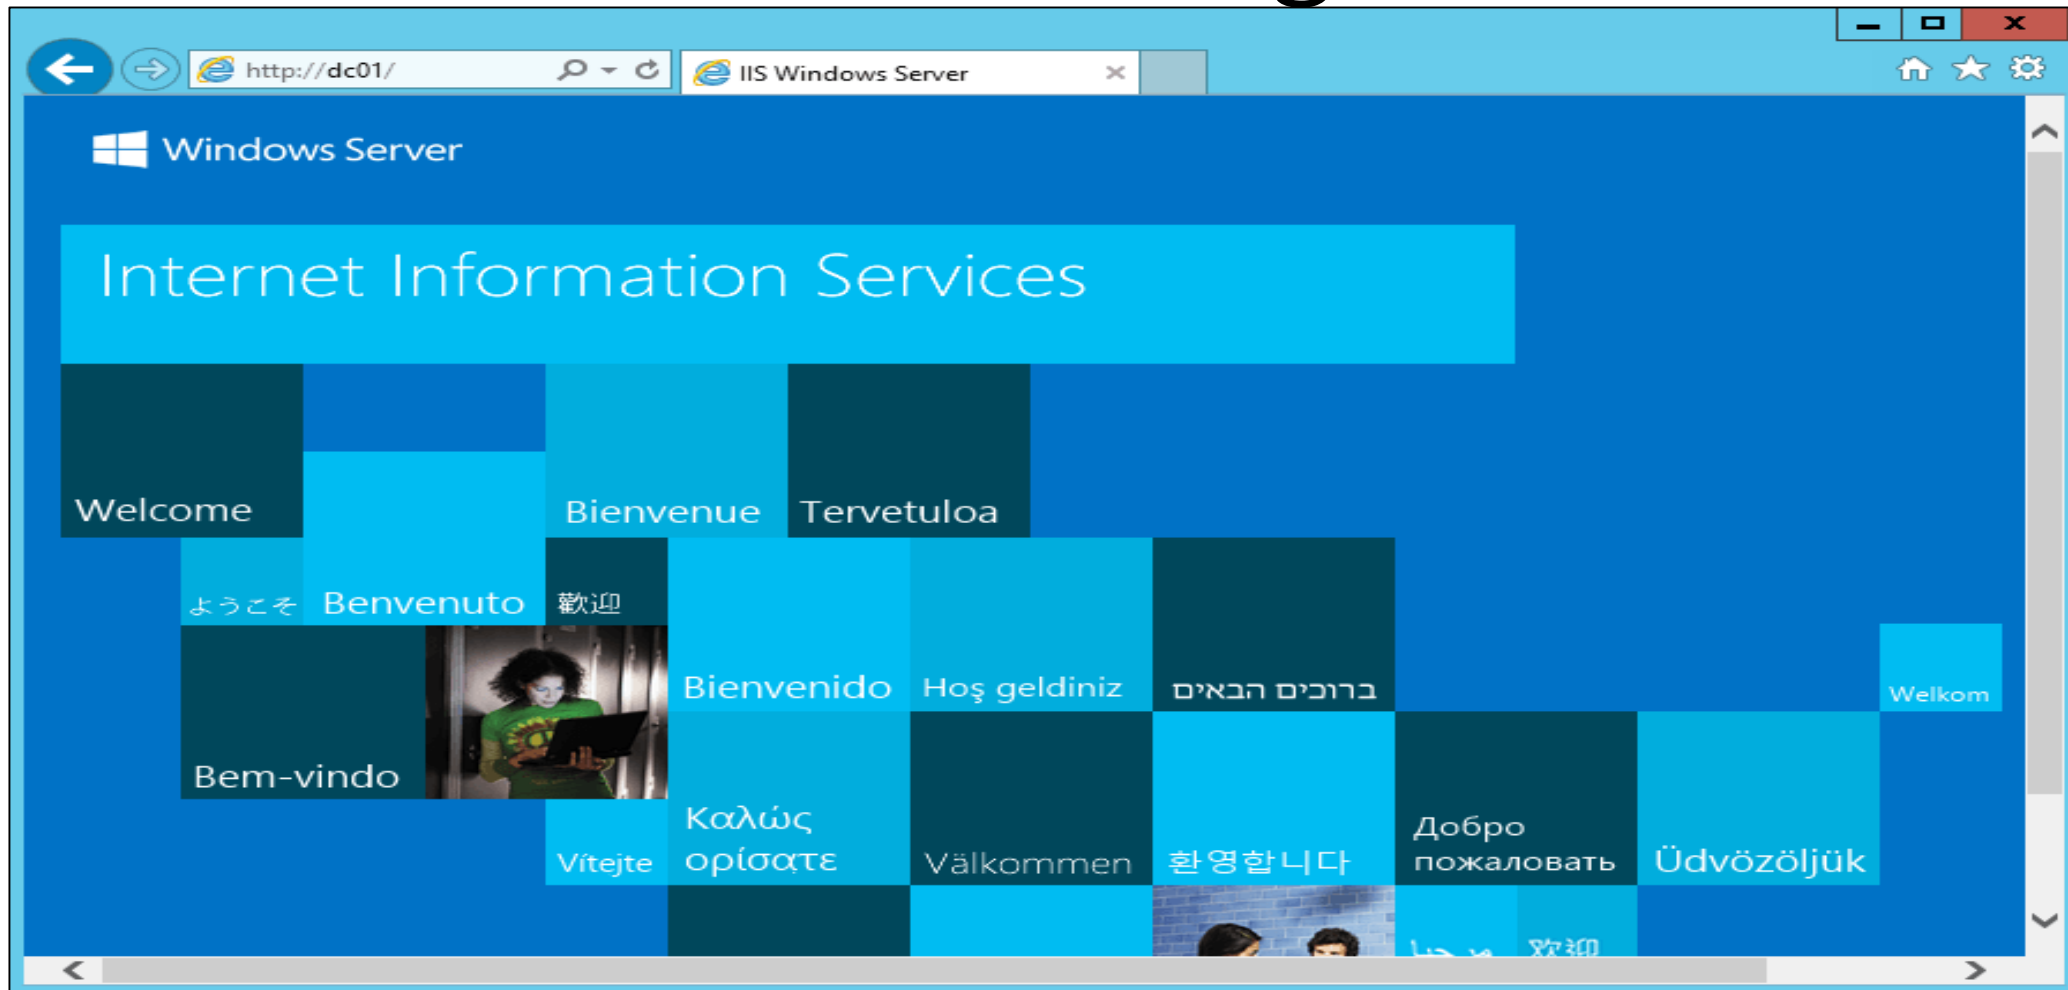 http://dc01/
IIS Windows Server
Windows Server
Internet Information Services
Welcome
Bienvenue
Tervetuloa
ようこそ
Benvenuto
歡迎
Bienvenido
Hoş geldiniz
ברוכים הבאים
Welkom
Bem-vindo
Vítejte
Καλώς
ορίσατε
Välkommen
환영합니다
Добро
пожаловать
Üdvözöljük